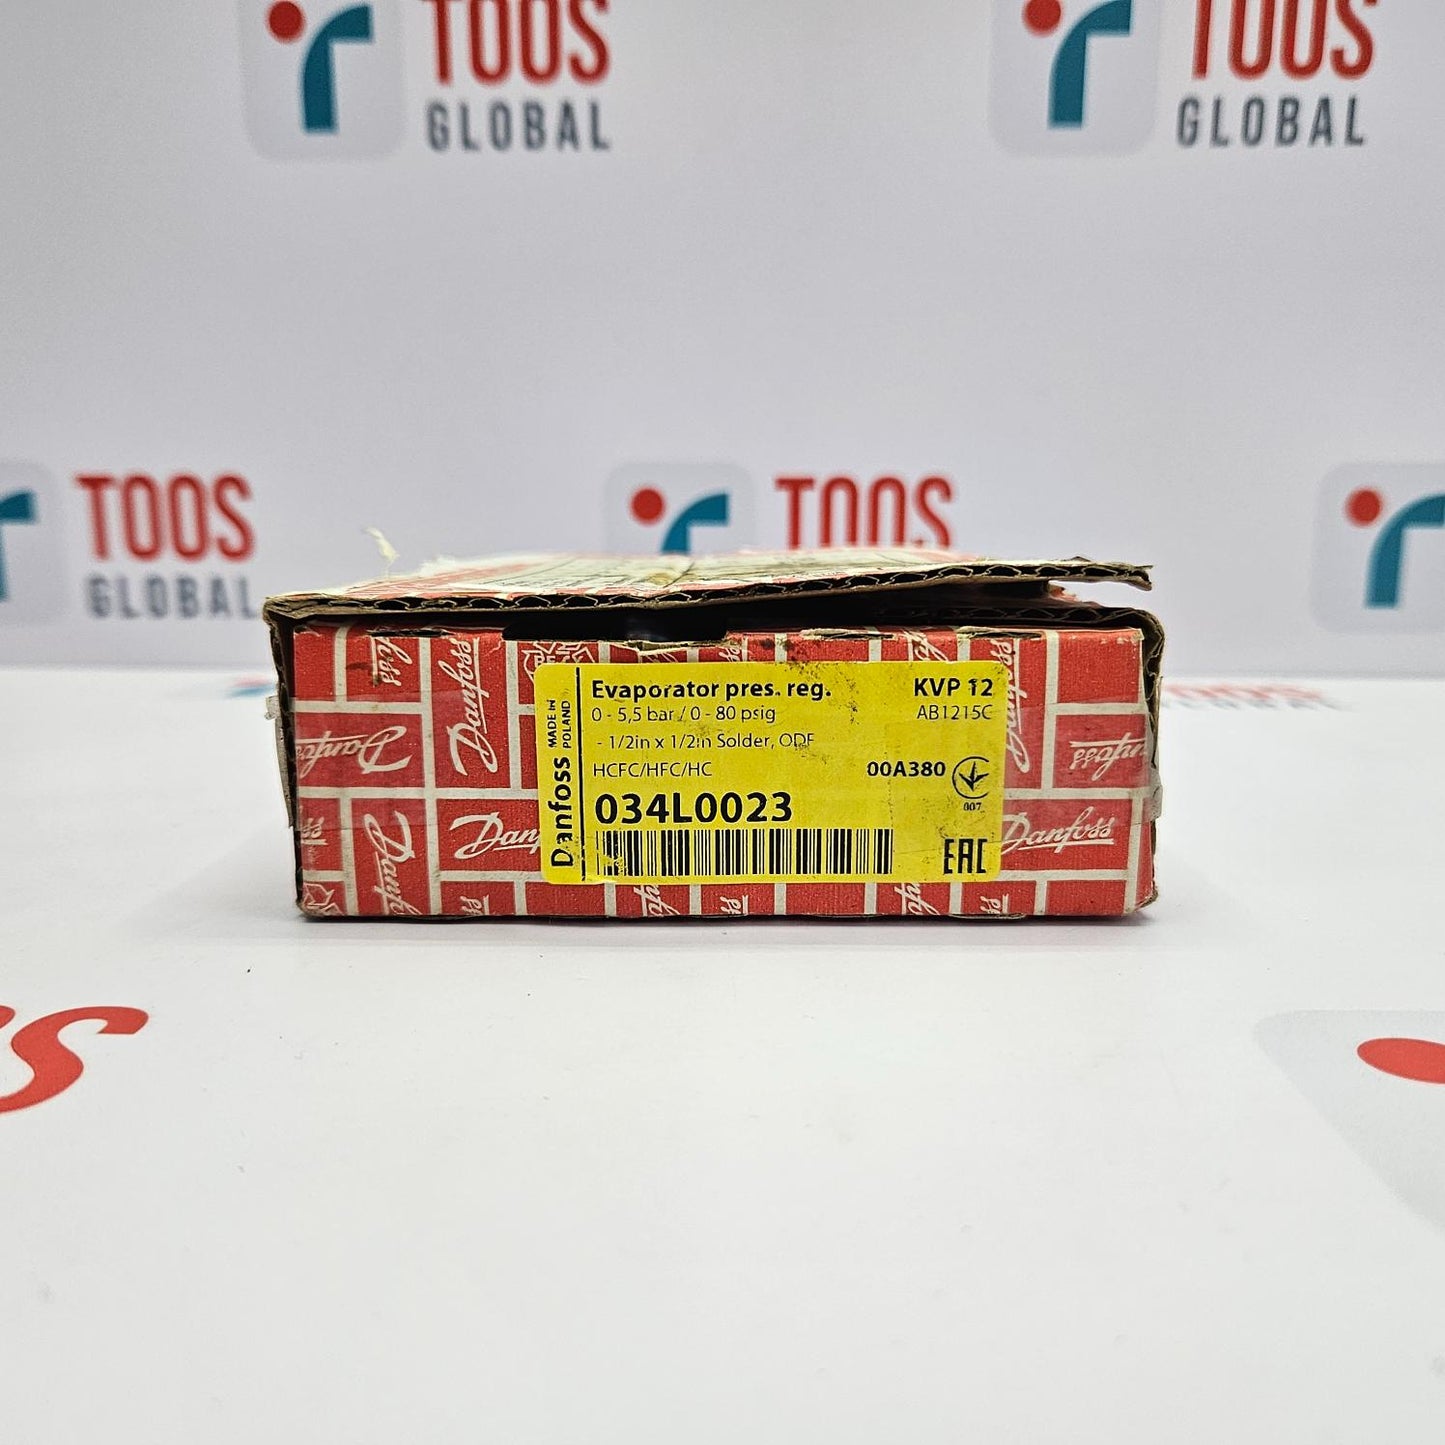 TOOS
GLOBAL
TOOS
GLOBAL
TOOS
GLOBAL
TOOS
Danfoss
MADE IN
POLAND
Evaporator pres. reg.
KVP 12
0 - 5,5 bar / 0 - 80 psig
AB1215C
- 1/2in x 1/2in Solder, ODF
HCFC/HFC/HC
00A380
007
034L0023
EAC
Danfoss
Danfoss
Danfoss
Danfoss